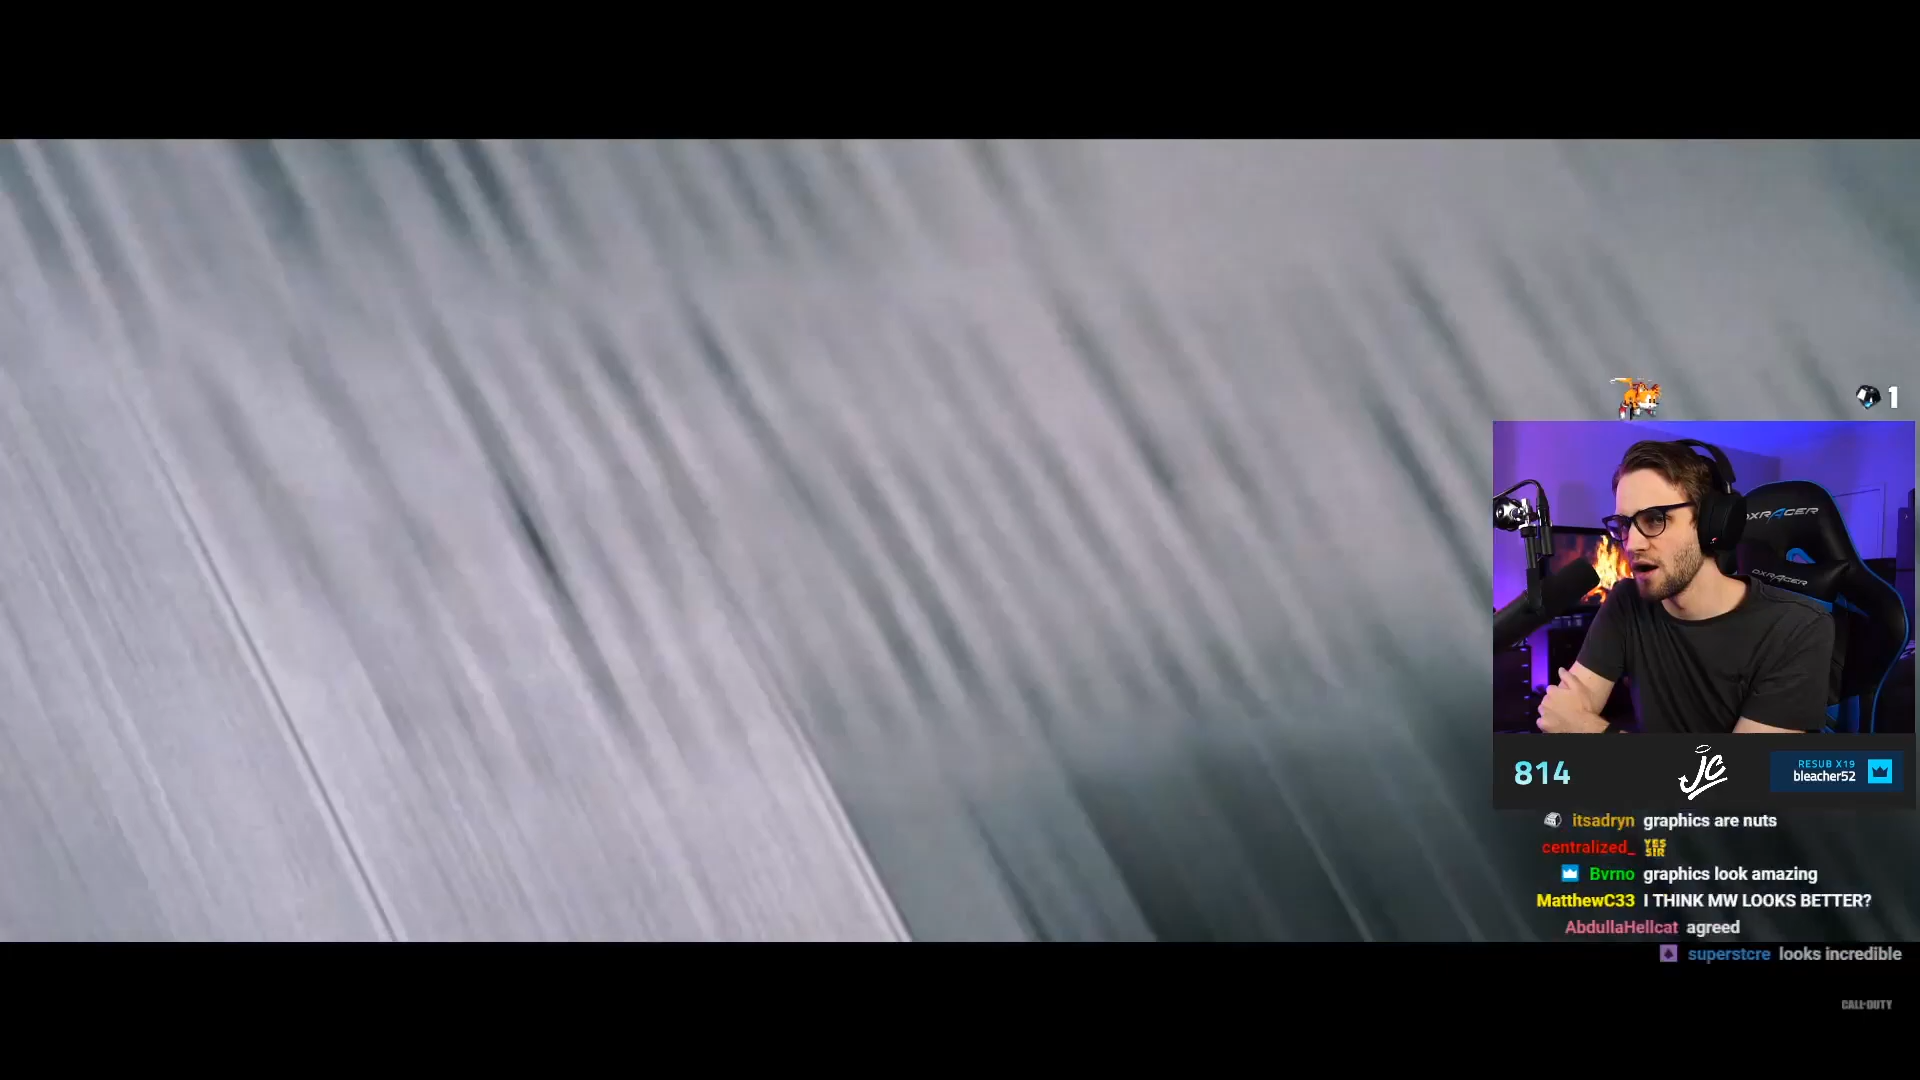 1
DXRACER
DXRACER
814
JC
RESUB X19
bleacher52
itsadryn graphics are nuts
centralized_ YES SIR
Bvrno graphics look amazing
MatthewC33 I THINK MW LOOKS BETTER?
AbdullaHellcat agreed
superstcre looks incredible
CALL·DUTY